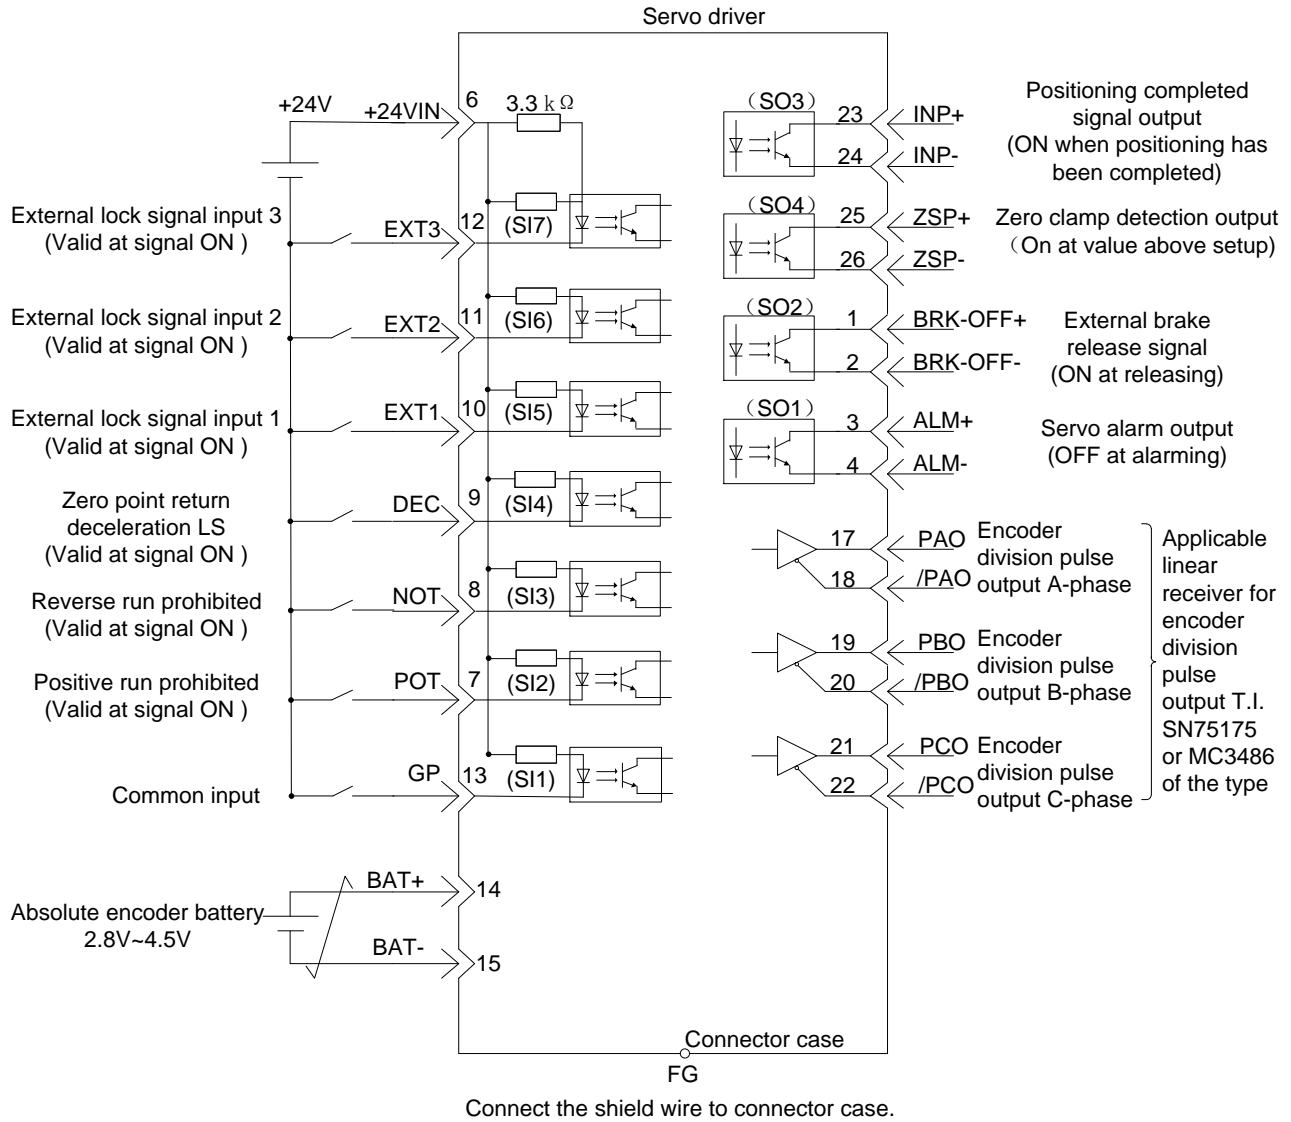 Servo driver
+24V
+24VIN
6
3.3 kΩ
External lock signal input 3
(Valid at signal ON )
EXT3
12
(SI7)
External lock signal input 2
(Valid at signal ON )
EXT2
11
(SI6)
External lock signal input 1
(Valid at signal ON )
EXT1
10
(SI5)
Zero point return
deceleration LS
(Valid at signal ON )
DEC
9
(SI4)
Reverse run prohibited
(Valid at signal ON )
NOT
8
(SI3)
Positive run prohibited
(Valid at signal ON )
POT
7
(SI2)
Common input
GP
13
(SI1)
Absolute encoder battery
2.8V~4.5V
BAT+
14
BAT-
15
(SO3)
23
INP+
24
INP-
Positioning completed
signal output
(ON when positioning has
been completed)
(SO4)
25
ZSP+
26
ZSP-
Zero clamp detection output
(On at value above setup)
(SO2)
1
BRK-OFF+
2
BRK-OFF-
External brake
release signal
(ON at releasing)
(SO1)
3
ALM+
4
ALM-
Servo alarm output
(OFF at alarming)
17
PAO
18
/PAO
Encoder
division pulse
output A-phase
19
PBO
20
/PBO
Encoder
division pulse
output B-phase
21
PCO
22
/PCO
Encoder
division pulse
output C-phase
Applicable
linear
receiver for
encoder
division
pulse
output T.I.
SN75175
or MC3486
of the type
Connector case
FG
Connect the shield wire to connector case.